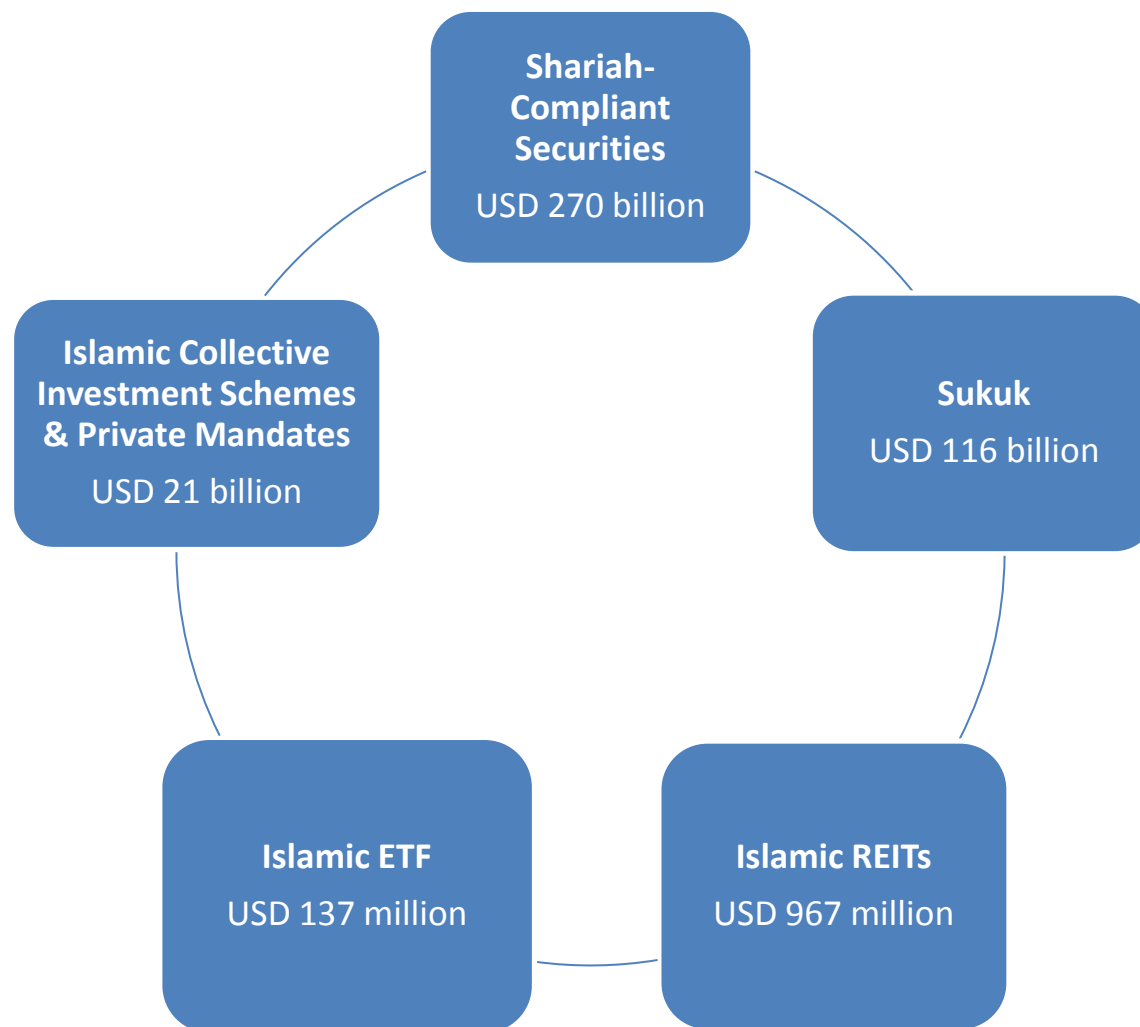 Shariah-
Compliant
Securities
USD 270 billion
Islamic Collective
Investment Schemes
& Private Mandates
USD 21 billion
Sukuk
USD 116 billion
Islamic ETF
USD 137 million
Islamic REITs
USD 967 million